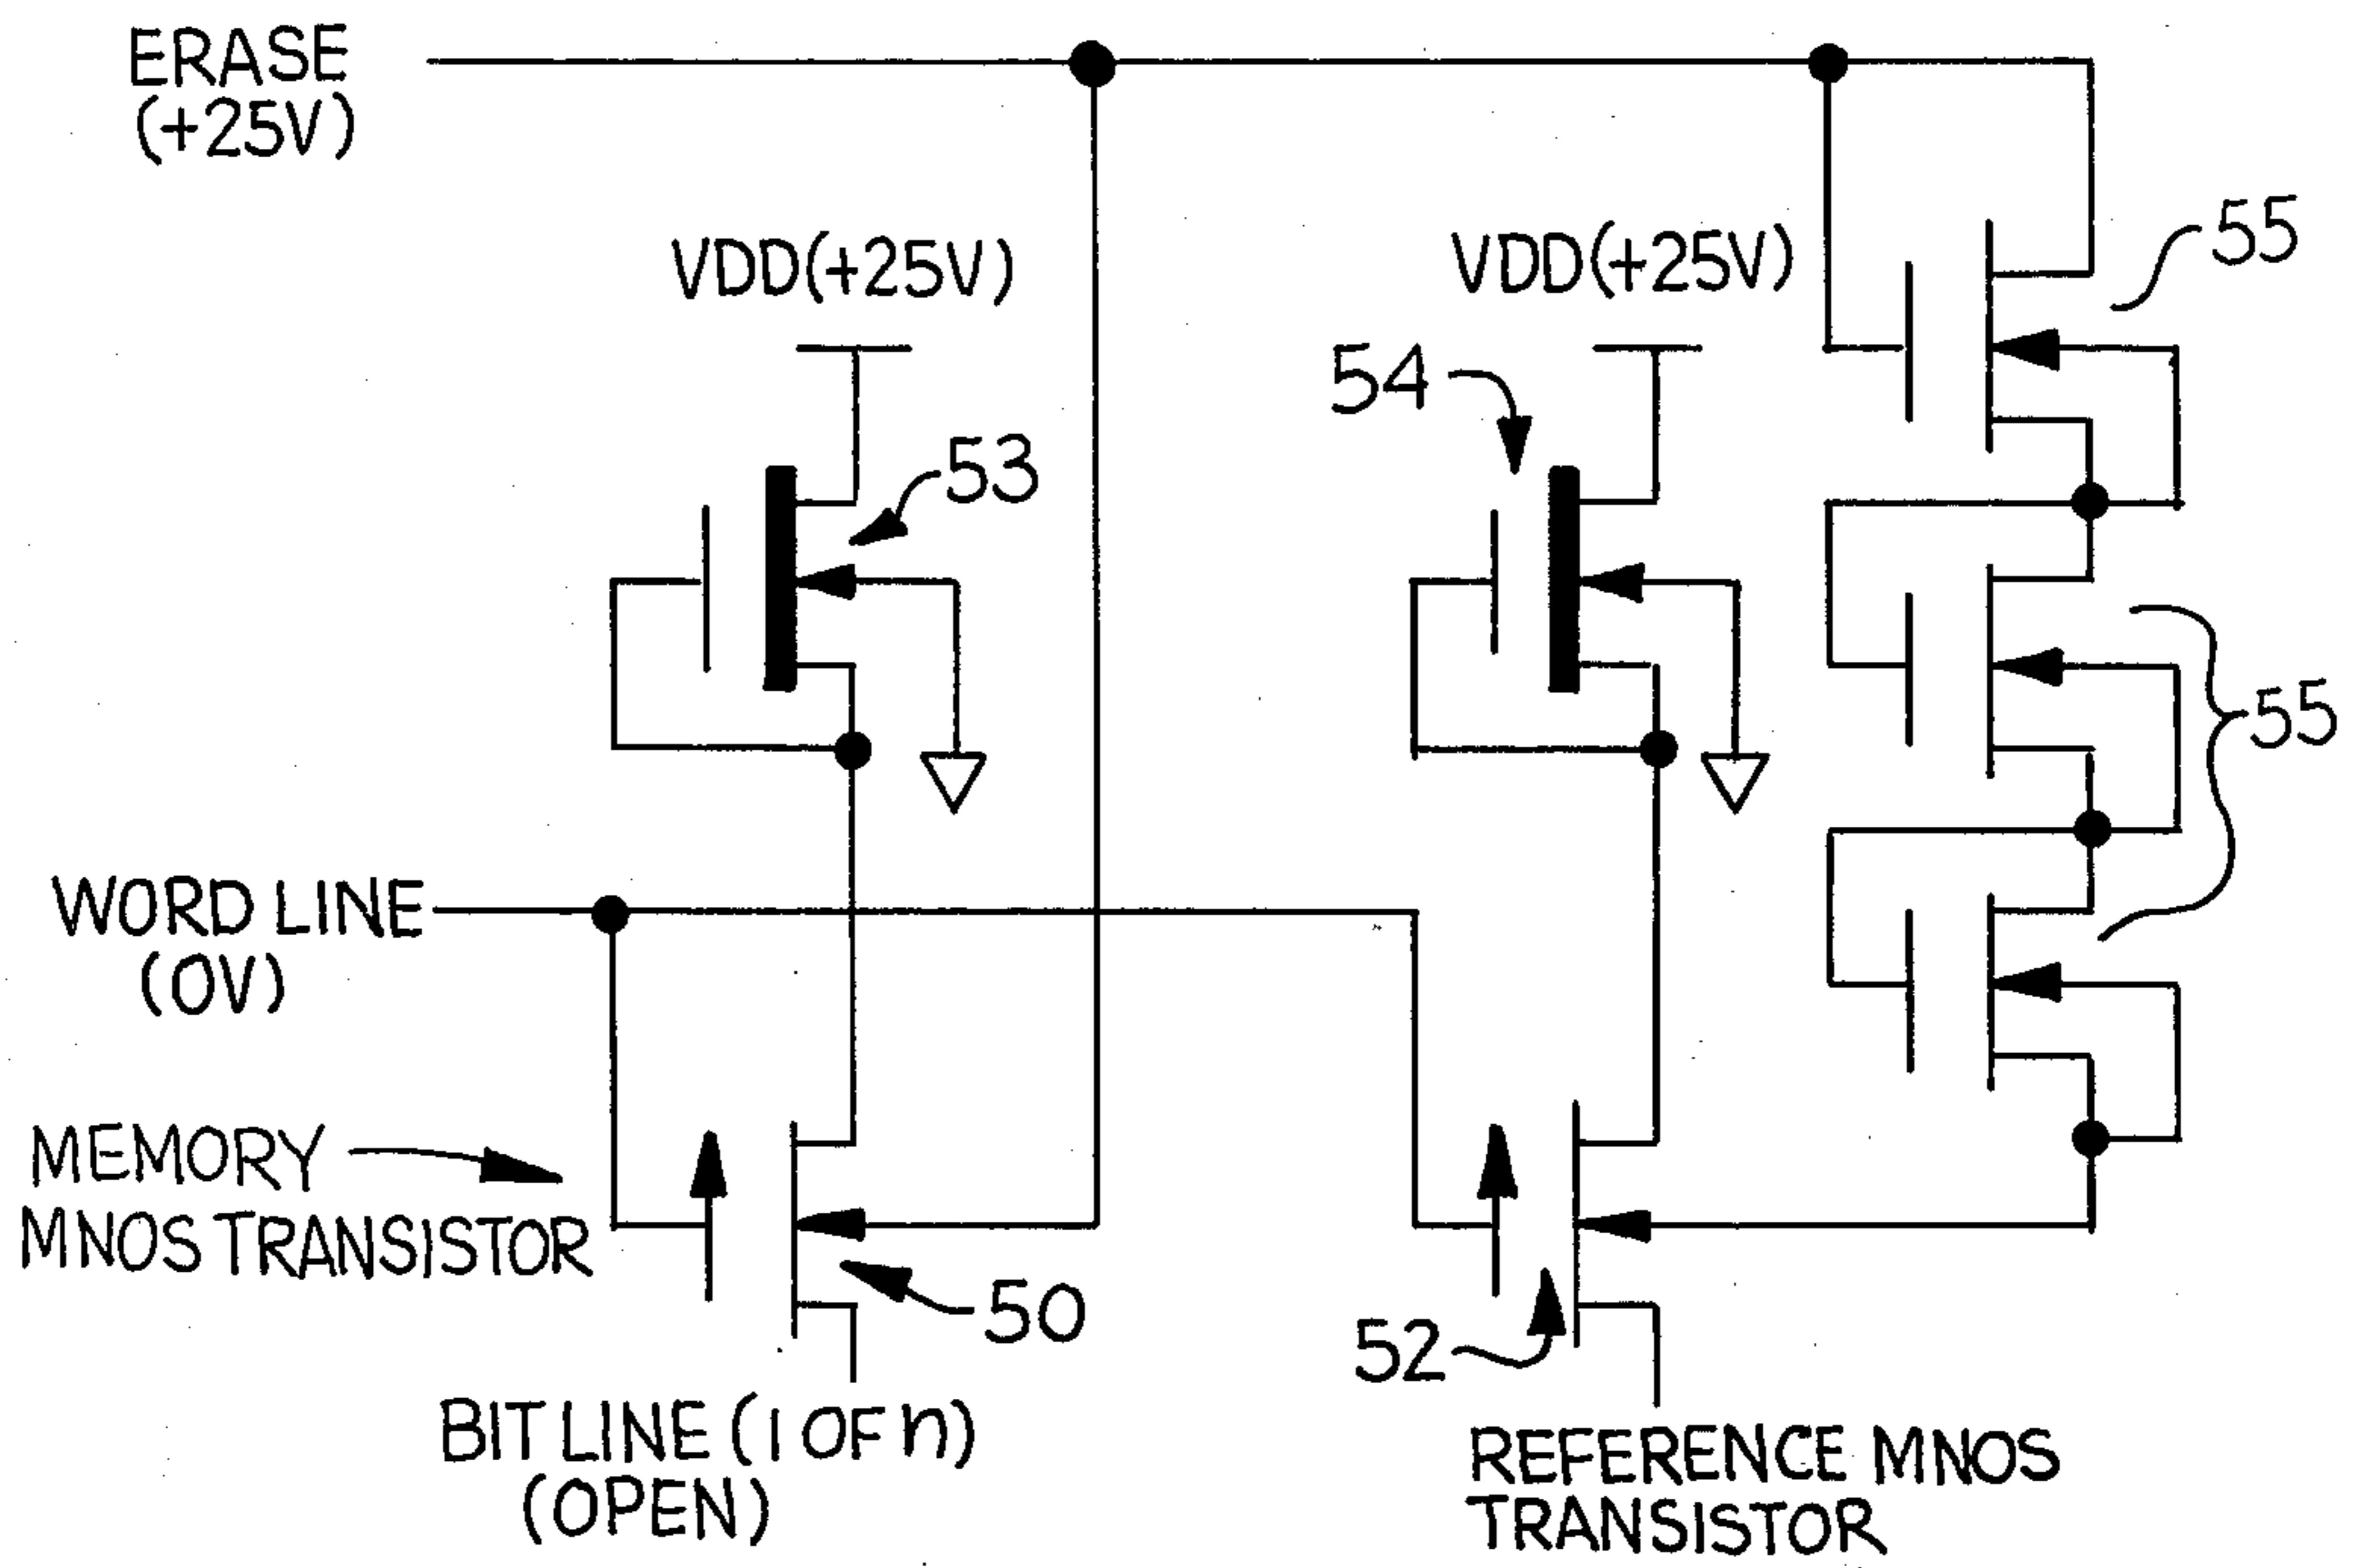 ERASE
(+25V)
VDD(+25V)
VDD(+25V)
55
54
53
55
WORD LINE
(0V)
MEMORY
MNOS TRANSISTOR
50
52
BIT LINE (1 OF n)
(OPEN)
REFERENCE MNOS
TRANSISTOR